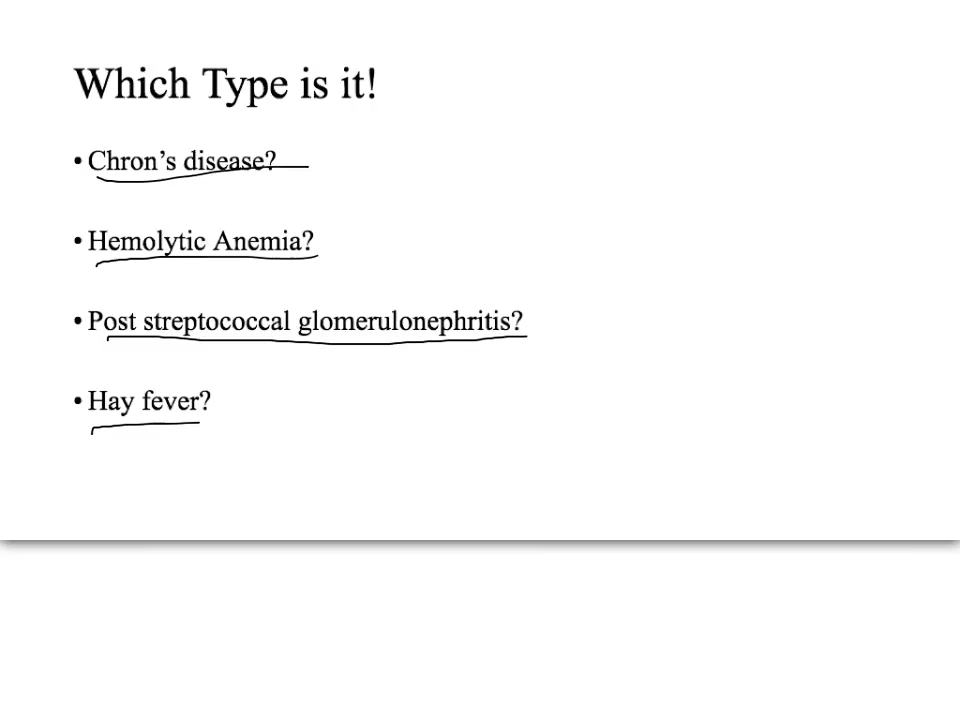 Which Type is it!
• Chron’s disease?
• Hemolytic Anemia?
• Post streptococcal glomerulonephritis?
• Hay fever?